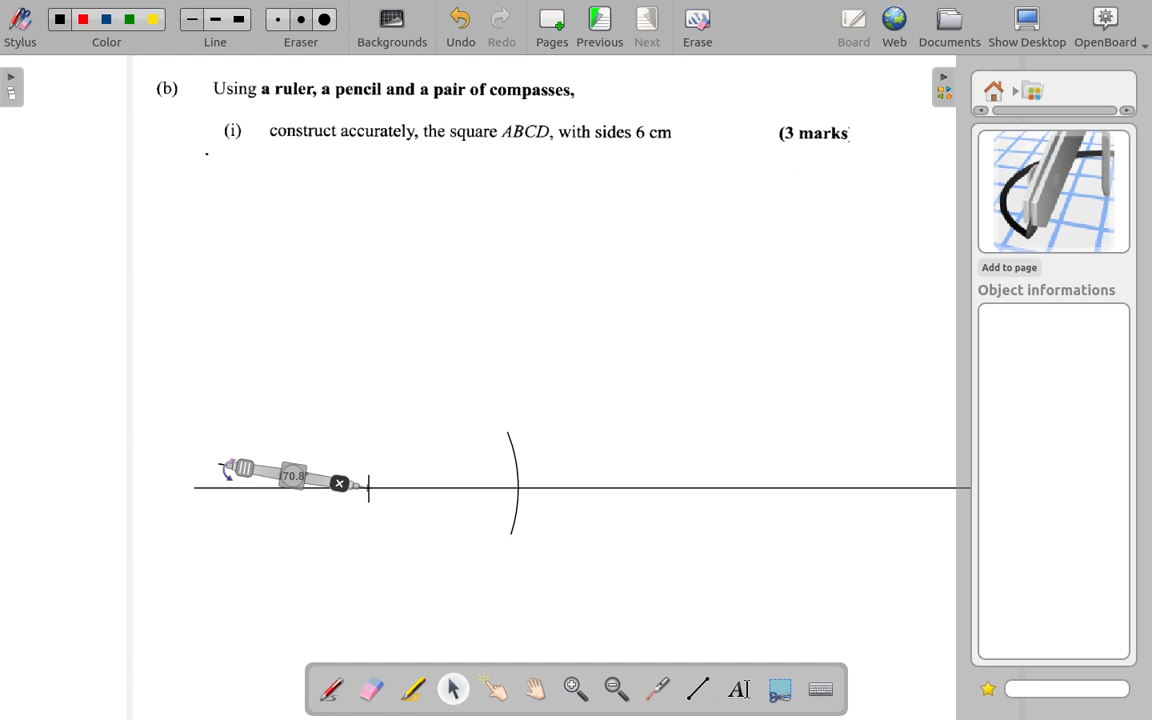 Stylus Color Line Eraser Backgrounds Undo Redo Pages Previous Next Erase Board Web Documents Show Desktop OpenBoard
(b) Using a ruler, a pencil and a pair of compasses,
(i) construct accurately, the square ABCD, with sides 6 cm (3 marks
Add to page
Object informations